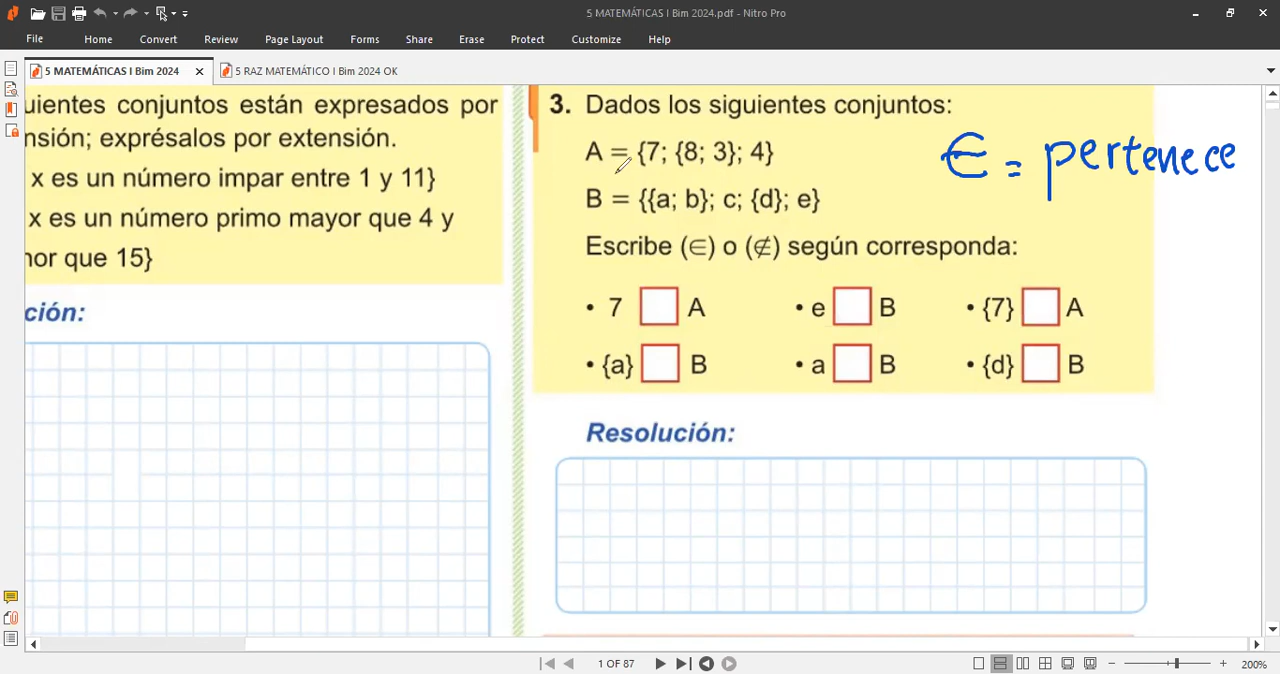 5 MATEMÁTICAS I Bim 2024.pdf - Nitro Pro
File Home Convert Review Page Layout Forms Share Erase Protect Customize Help
5 MATEMÁTICAS I Bim 2024 × 5 RAZ MATEMÁTICO I Bim 2024 OK
uientes conjuntos están expresados por
nsión; exprésalos por extensión.
x es un número impar entre 1 y 11}
x es un número primo mayor que 4 y
nor que 15}
ción:
3. Dados los siguientes conjuntos:
A = {7; {8; 3}; 4}
B = {{a; b}; c; {d}; e}
∈ = pertenece
Escribe (∈) o (∉) según corresponda:
• 7 A • e B • {7} A
• {a} B • a B • {d} B
Resolución:
1 OF 87
200%